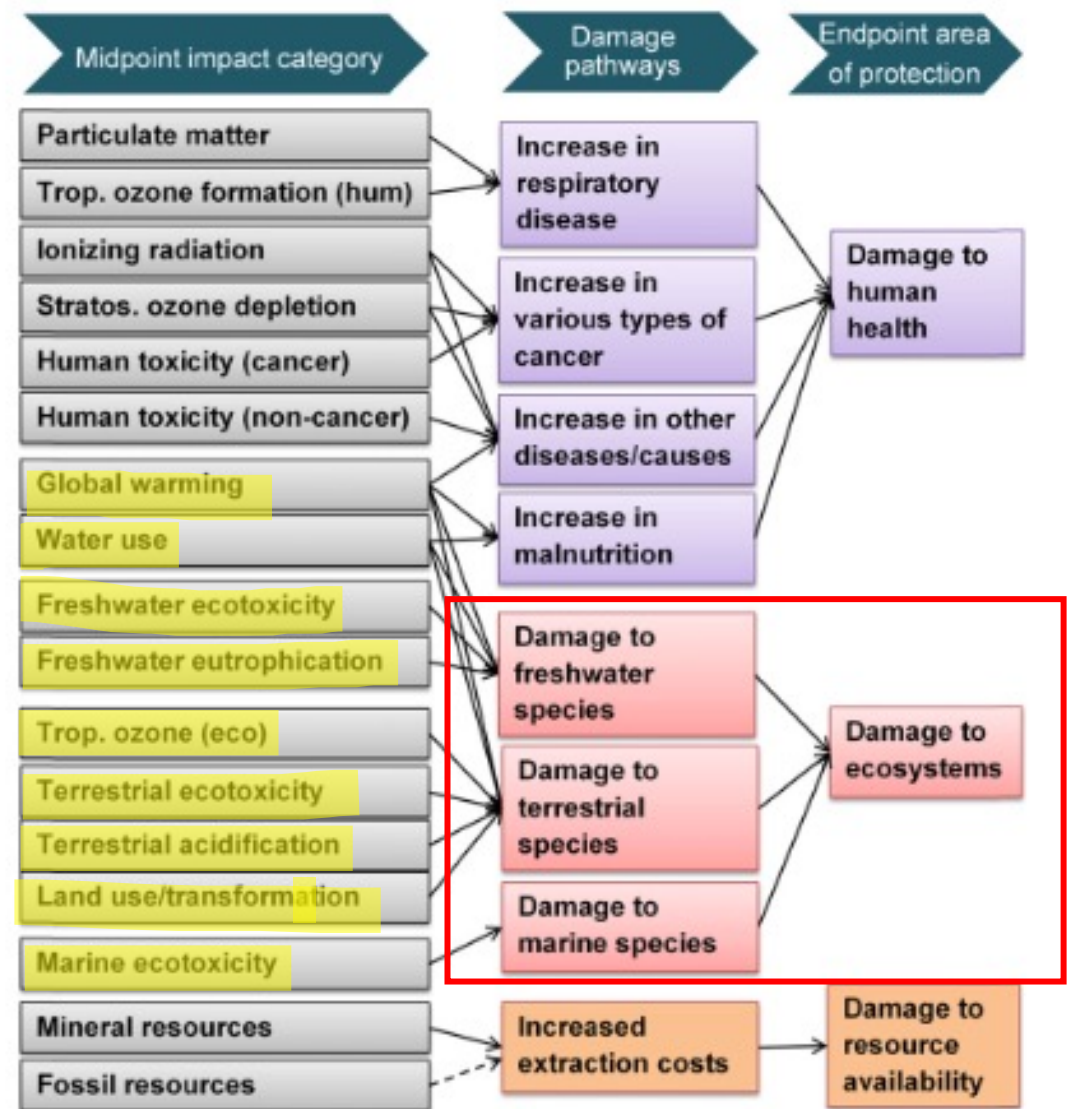 Midpoint impact category
Damage
pathways
Endpoint area
of protection
Particulate matter
Trop. ozone formation (hum)
Ionizing radiation
Stratos. ozone depletion
Human toxicity (cancer)
Human toxicity (non-cancer)
Global warming
Water use
Freshwater ecotoxicity
Freshwater eutrophication
Trop. ozone (eco)
Terrestrial ecotoxicity
Terrestrial acidification
Land use/transformation
Marine ecotoxicity
Mineral resources
Fossil resources
Increase in
respiratory
disease
Increase in
various types of
cancer
Increase in other
diseases/causes
Increase in
malnutrition
Damage to
freshwater
species
Damage to
terrestrial
species
Damage to
marine species
Increased
extraction costs
Damage to
human
health
Damage to
ecosystems
Damage to
resource
availability